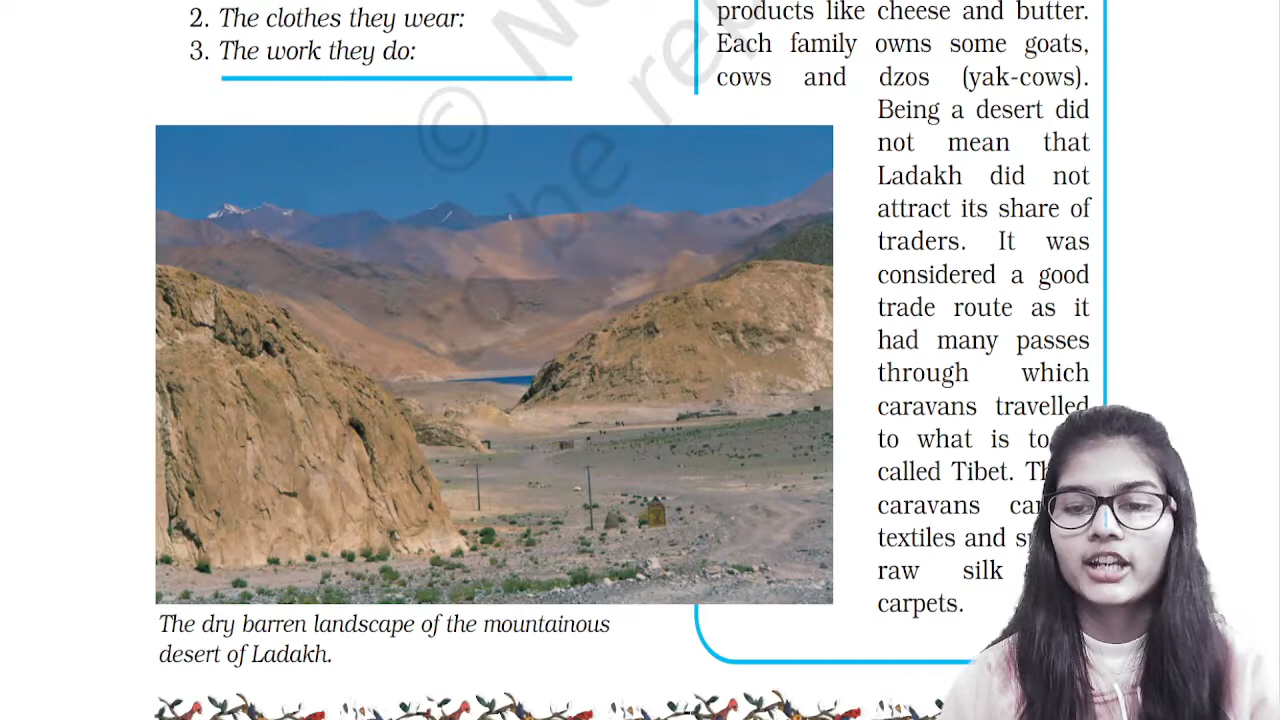 2. The clothes they wear:
3. The work they do:
products like cheese and butter.
Each family owns some goats,
cows and dzos (yak-cows).
Being a desert did
not mean that
Ladakh did not
attract its share of
traders. It was
considered a good
trade route as it
had many passes
through which
caravans travelled
to what is
called Tibet.
caravans
textiles and
raw silk
carpets.
The dry barren landscape of the mountainous
desert of Ladakh.
©
be